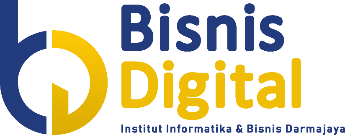 Bisnis
Digital
Institut Informatika & Bisnis Darmajaya